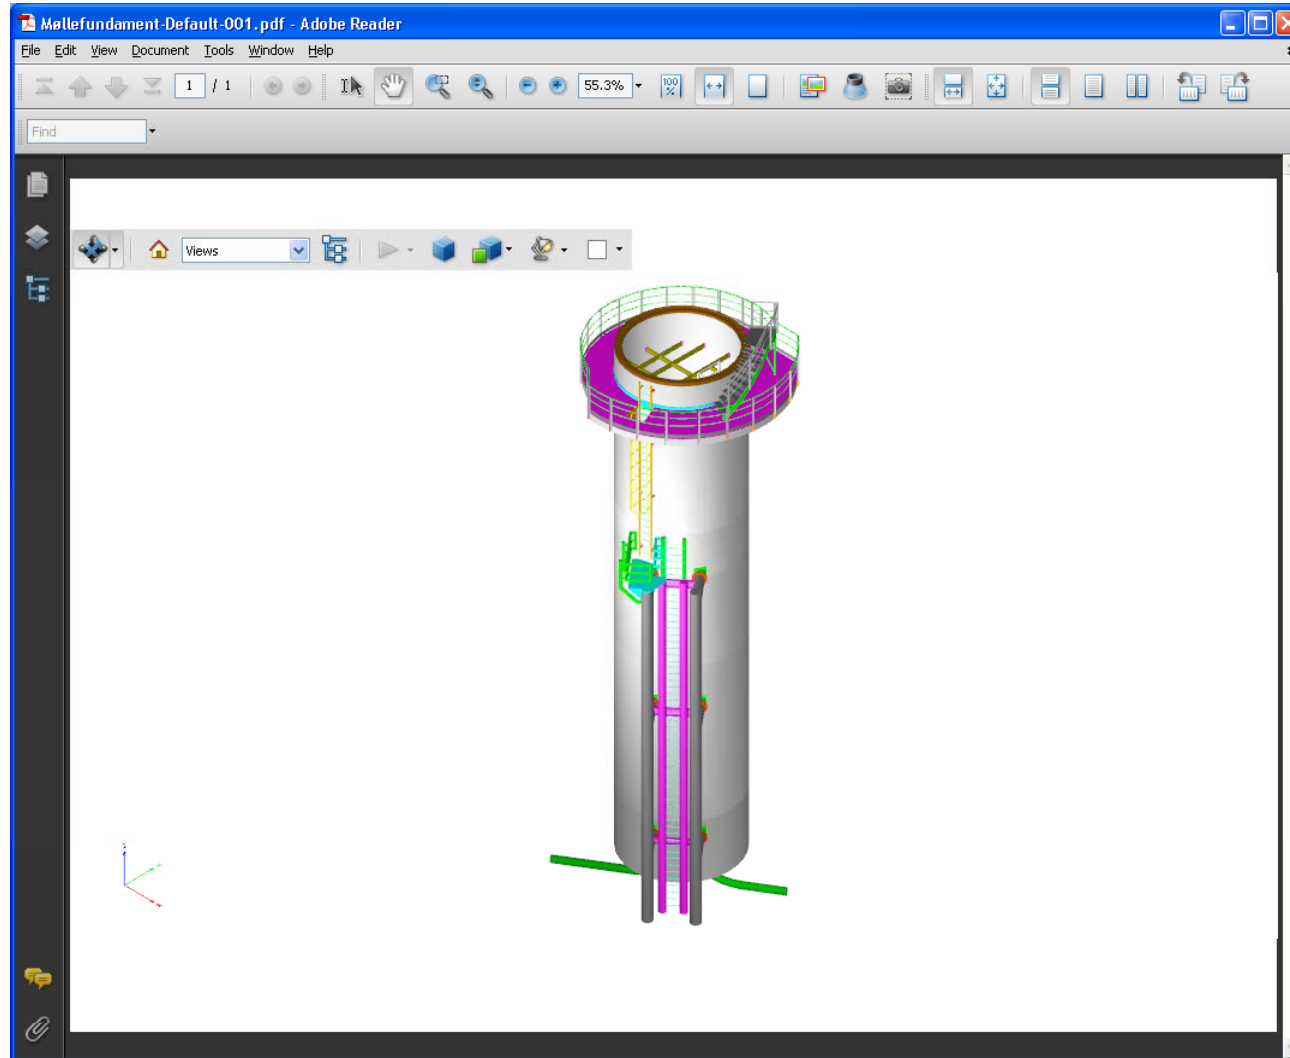 Møllefundament-Default-001.pdf - Adobe Reader
File Edit View Document Tools Window Help
1 / 1 55.3% 100 %
Find
Views